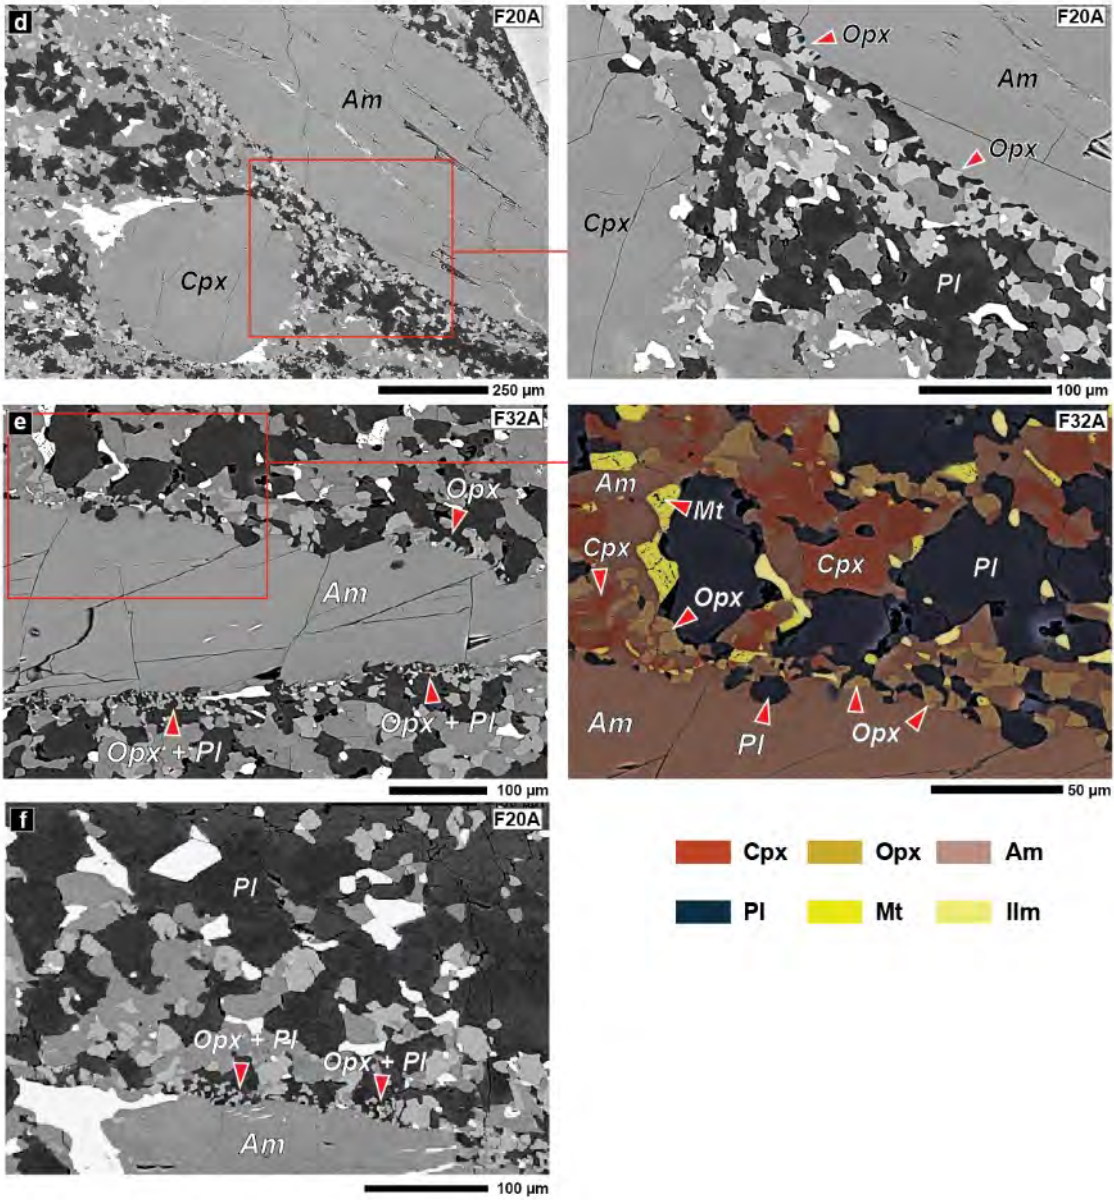 d
F20A
Am
Cpx
250 µm
F20A
Opx
Am
Opx
Cpx
Pl
100 µm
e
F32A
Opx
Am
Opx + Pl
Opx + Pl
100 µm
F32A
Am
Mt
Cpx
Cpx
Pl
Opx
Am
Pl
Opx
50 µm
f
F20A
Pl
Opx + Pl
Opx + Pl
Am
100 µm
Cpx Opx Am
Pl Mt Ilm